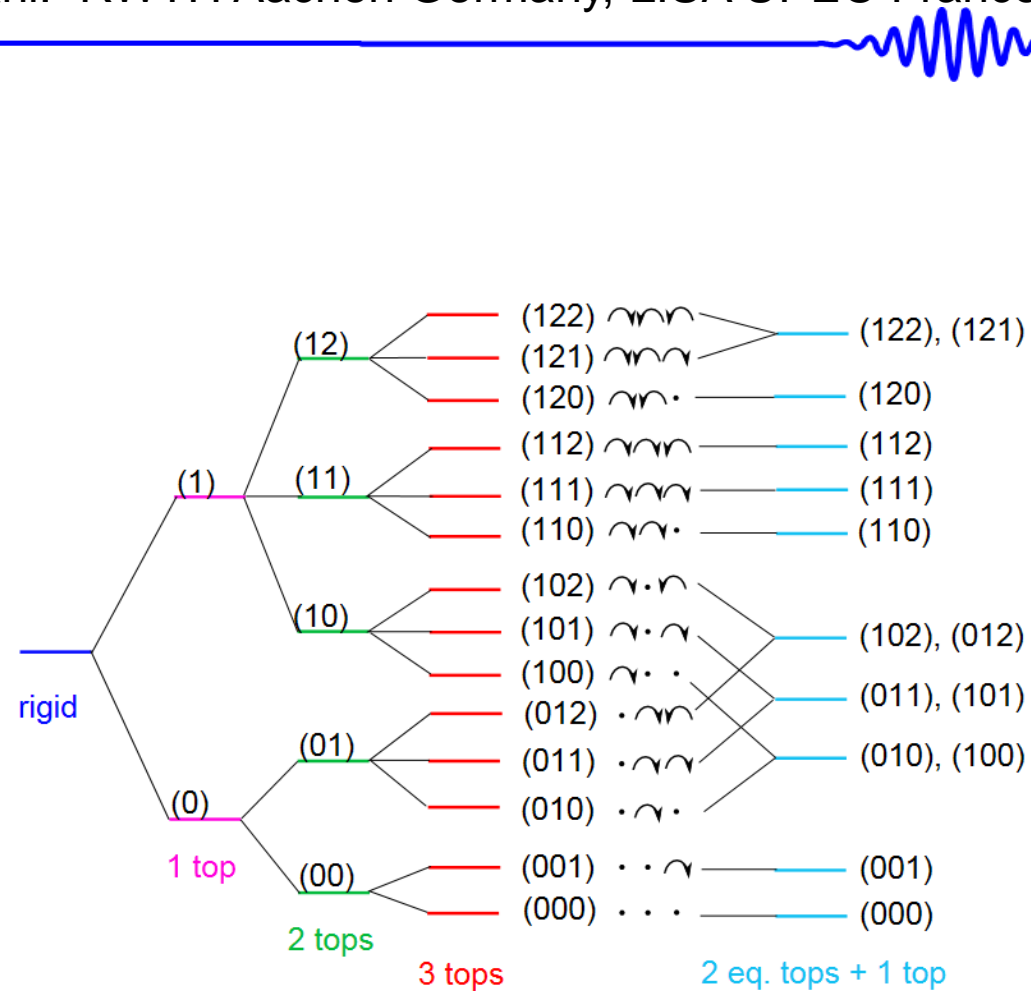 Aachen Germany,
(122) (122), (121)
(12) (121)
(120) (120)
(112) (112)
(1) (11) (111) (111)
(110) (110)
(102)
(10) (101) (102), (012)
(100)
rigid (012) (011), (101)
(01) (011) (010), (100)
(0) (010)
1 top (00) (001) (001)
(000) (000)
2 tops
3 tops 2 eq. tops + 1 top